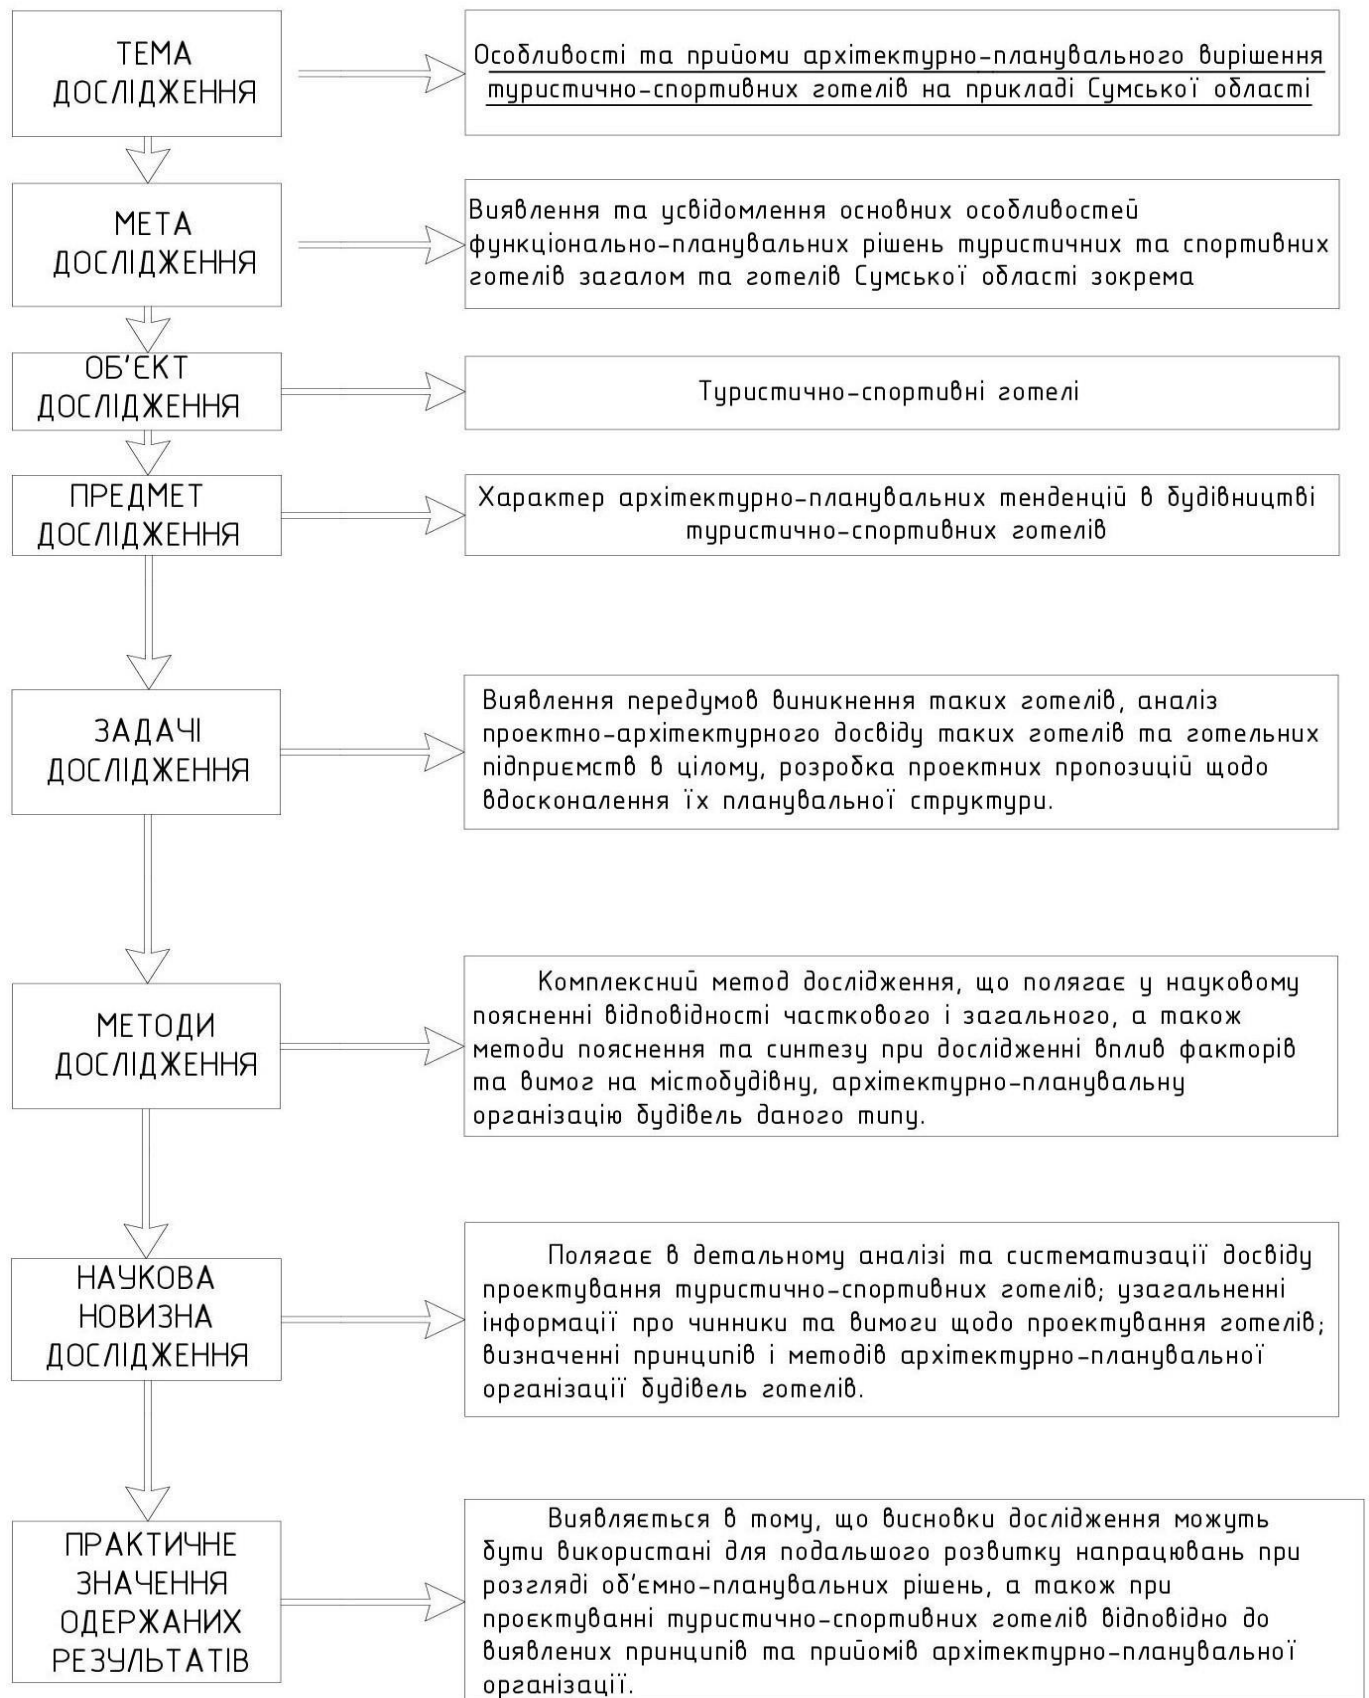 ТЕМА
ДОСЛІДЖЕННЯ
Особливості та прийоми архітектурно-планувального вирішення
туристично-спортивних готелів на прикладі Сумської області
МЕТА
ДОСЛІДЖЕННЯ
Виявлення та усвідомлення основних особливостей
функціонально-планувальних рішень туристичних та спортивних
готелів загалом та готелів Сумської області зокрема
ОБ'ЄКТ
ДОСЛІДЖЕННЯ
Туристично-спортивні готелі
ПРЕДМЕТ
ДОСЛІДЖЕННЯ
Характер архітектурно-планувальних тенденцій в будівництві
туристично-спортивних готелів
ЗАДАЧІ
ДОСЛІДЖЕННЯ
Виявлення передумов виникнення таких готелів, аналіз
проектно-архітектурного досвіду таких готелів та готельних
підприємств в цілому, розробка проектних пропозицій щодо
вдосконалення їх планувальної структури.
МЕТОДИ
ДОСЛІДЖЕННЯ
Комплексний метод дослідження, що полягає у науковому
поясненні відповідності часткового і загального, а також
методи пояснення та синтезу при дослідженні вплив факторів
та вимог на містобудівну, архітектурно-планувальну
організацію будівель даного типу.
НАУКОВА
НОВИЗНА
ДОСЛІДЖЕННЯ
Полягає в детальному аналізі та систематизації досвіду
проектування туристично-спортивних готелів; узагальненні
інформації про чинники та вимоги щодо проектування готелів;
визначенні принципів і методів архітектурно-планувальної
організації будівель готелів.
ПРАКТИЧНЕ
ЗНАЧЕННЯ
ОДЕРЖАНИХ
РЕЗУЛЬТАТІВ
Виявляється в тому, що висновки дослідження можуть
бути використані для подальшого розвитку напрацювань при
розгляді об'ємно-планувальних рішень, а також при
проєктуванні туристично-спортивних готелів відповідно до
виявлених принципів та прийомів архітектурно-планувальної
організації.